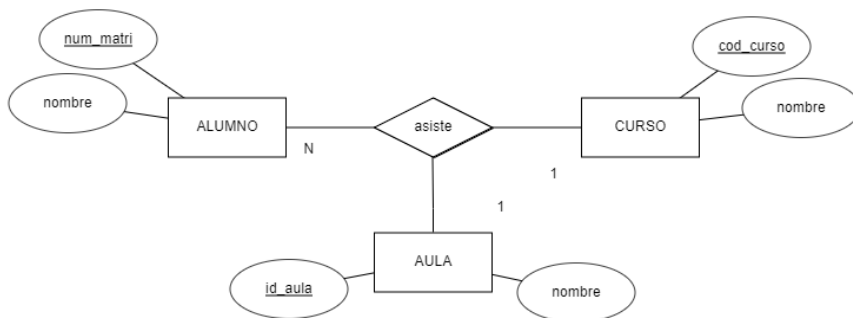 num_matri
nombre
ALUMNO
N
asiste
cod_curso
nombre
CURSO
1
1
AULA
id_aula
nombre